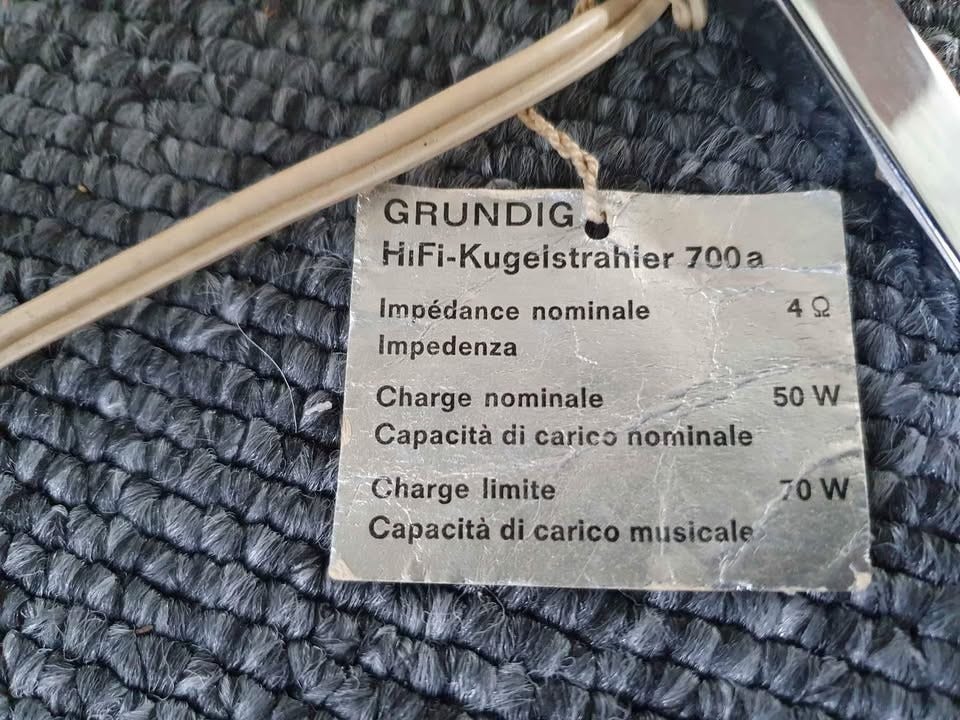 GRUNDIG
HiFi-Kugelstrahler 700a
Impédance nominale 4 Ω
Impedenza
Charge nominale 50 W
Capacità di carico nominale
Charge limite 70 W
Capacità di carico musicale